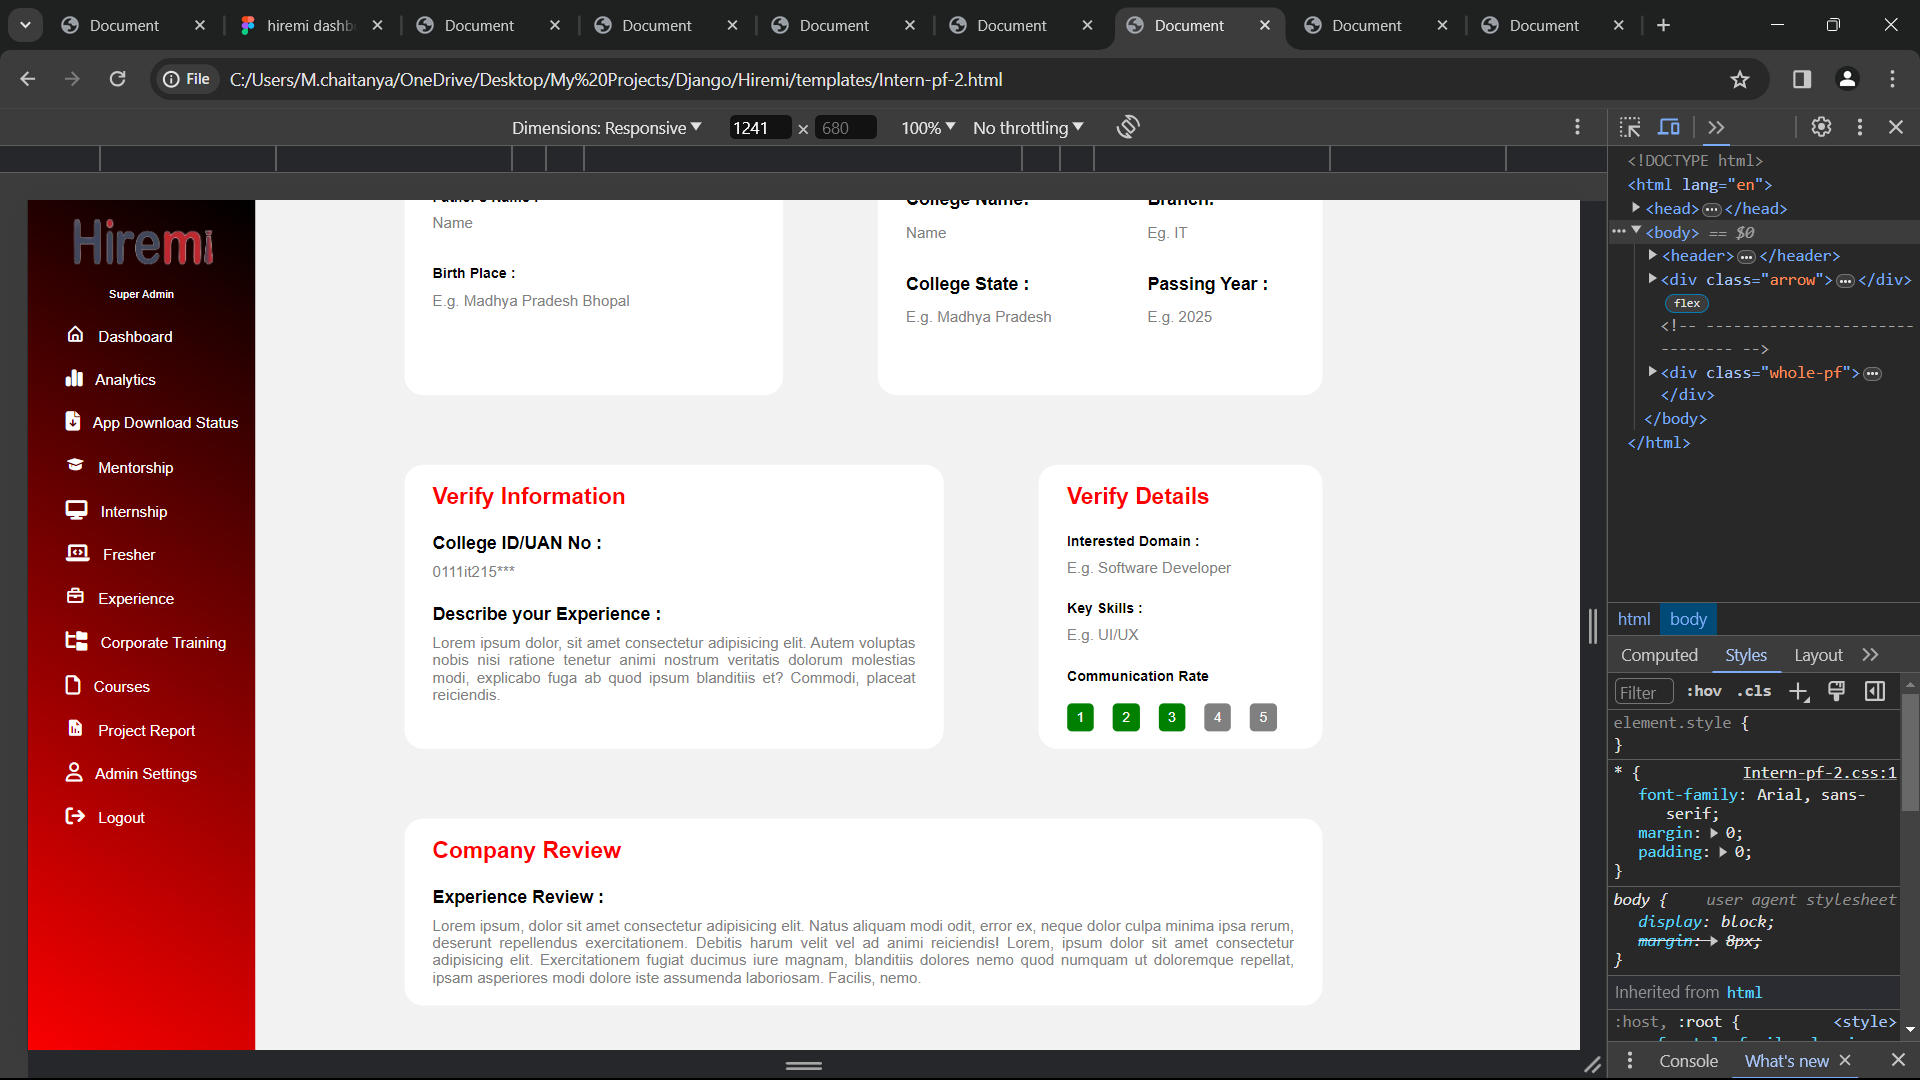 Document
hiremi dashb
Document
Document
Document
Document
Document
Document
Document
File
C:/Users/M.chaitanya/OneDrive/Desktop/My%20Projects/Django/Hiremi/templates/Intern-pf-2.html
Dimensions: Responsive
1241 × 680
100%
No throttling
Hiremi
Super Admin
Dashboard
Analytics
App Download Status
Mentorship
Internship
Fresher
Experience
Corporate Training
Courses
Project Report
Admin Settings
Logout
Father's Name :
Name
Birth Place :
E.g. Madhya Pradesh Bhopal
College Name:
Name
Branch:
Eg. IT
College State :
E.g. Madhya Pradesh
Passing Year :
E.g. 2025
Verify Information
College ID/UAN No :
0111it215***
Describe your Experience :
Lorem ipsum dolor, sit amet consectetur adipisicing elit. Autem voluptas
nobis nisi ratione tenetur animi nostrum veritatis dolorum molestias
modi, explicabo fuga ab quod ipsum blanditiis et? Commodi, placeat
reiciendis.
Verify Details
Interested Domain :
E.g. Software Developer
Key Skills :
E.g. UI/UX
Communication Rate
1 2 3 4 5
Company Review
Experience Review :
Lorem ipsum, dolor sit amet consectetur adipisicing elit. Natus aliquam modi odit, error ex, neque dolor culpa minima ipsa rerum,
deserunt repellendus exercitationem. Debitis harum velit vel ad animi reiciendis! Lorem, ipsum dolor sit amet consectetur
adipisicing elit. Exercitationem fugiat ducimus iure magnam, blanditiis dolores nemo quod numquam ut doloremque repellat,
ipsam asperiores modi dolore iste assumenda laboriosam. Facilis, nemo.
<!DOCTYPE html>
<html lang="en">
<head> </head>
<body> == $0
<header> </header>
<div class="arrow"> </div>
flex
<!-- -----------------------
-------- -->
<div class="whole-pf">
</div>
</body>
</html>
html body
Computed Styles Layout
Filter :hov .cls
element.style {
}
* { Intern-pf-2.css:1
font-family: Arial, sans-
serif;
margin: 0;
padding: 0;
}
body { user agent stylesheet
display: block;
margin: 8px;
}
Inherited from html
:host, :root { <style>
Console What's new